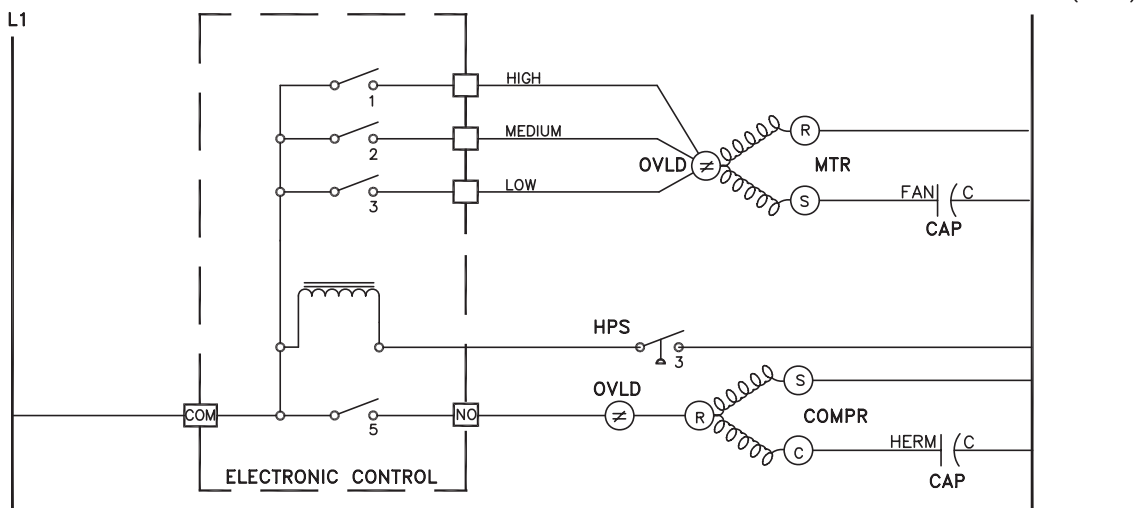 L1
HIGH
1
MEDIUM
2
OVLD
R
MTR
LOW
3
S
FAN
C
CAP
HPS
3
OVLD
S
COM
5
NO
R
COMPR
HERM
C
C
CAP
ELECTRONIC CONTROL